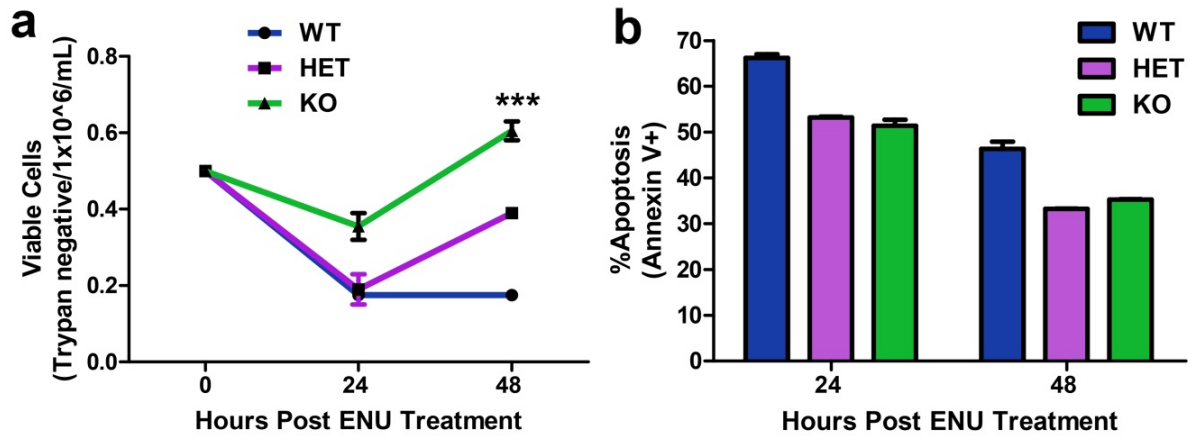 a
WT
HET
KO
Viable Cells
(Trypan negative/1x10^6/mL)
0.8
0.6
0.4
0.2
0.0
***
0
24
48
Hours Post ENU Treatment
b
WT
HET
KO
%Apoptosis
(Annexin V+)
70
60
50
40
30
20
10
0
24
48
Hours Post ENU Treatment